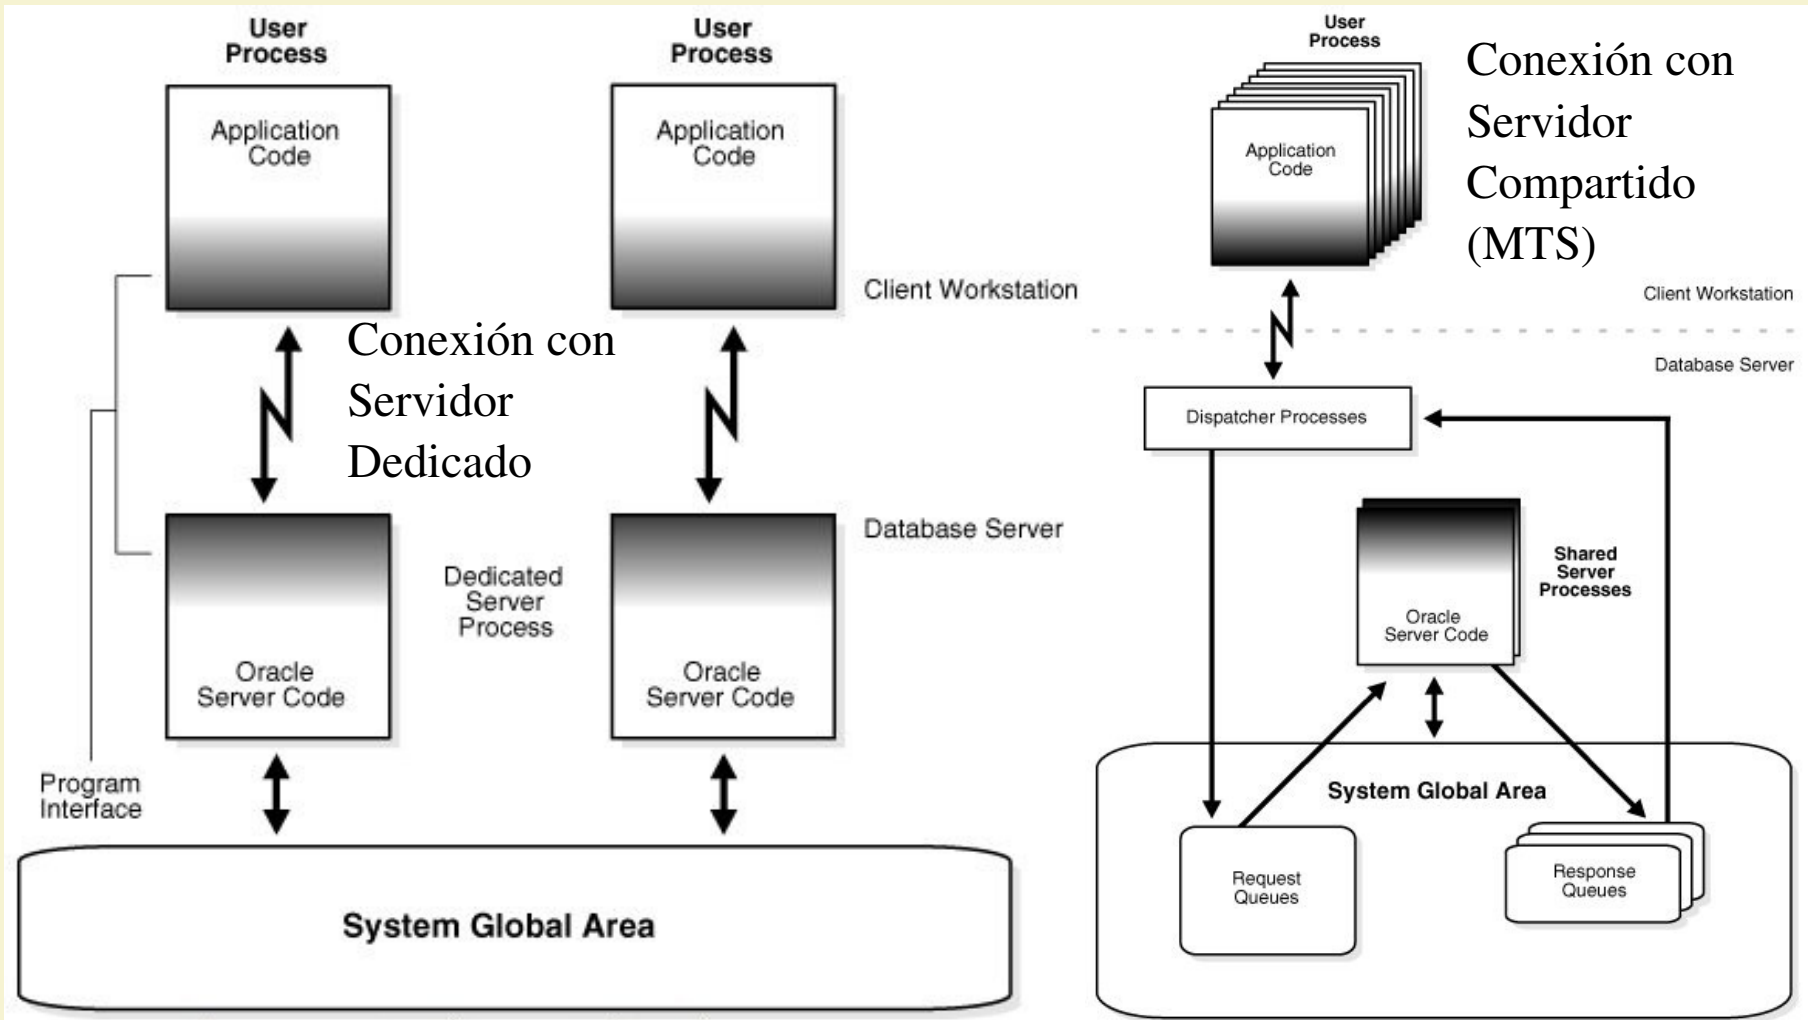 User
Process
Application
Code
User
Process
Application
Code
Client Workstation
Conexión con
Servidor
Dedicado
Database Server
Dedicated
Server
Process
Oracle
Server Code
Oracle
Server Code
Program
Interface
System Global Area
User
Process
Application
Code
Conexión con
Servidor
Compartido
(MTS)
Client Workstation
Database Server
Dispatcher Processes
Shared
Server
Processes
Oracle
Server Code
System Global Area
Request
Queues
Response
Queues